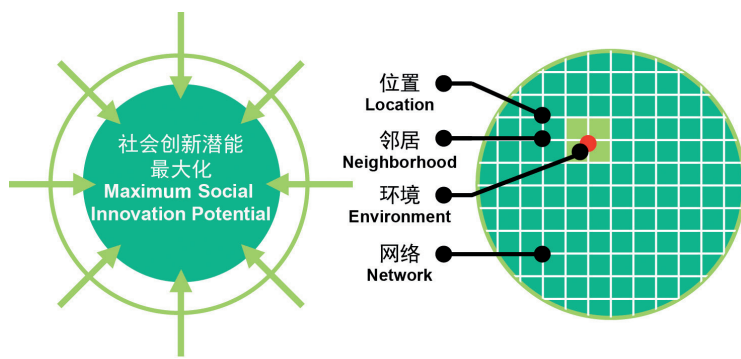 社会创新潜能
最大化
Maximum Social
Innovation Potential
位置
Location
邻居
Neighborhood
环境
Environment
网络
Network